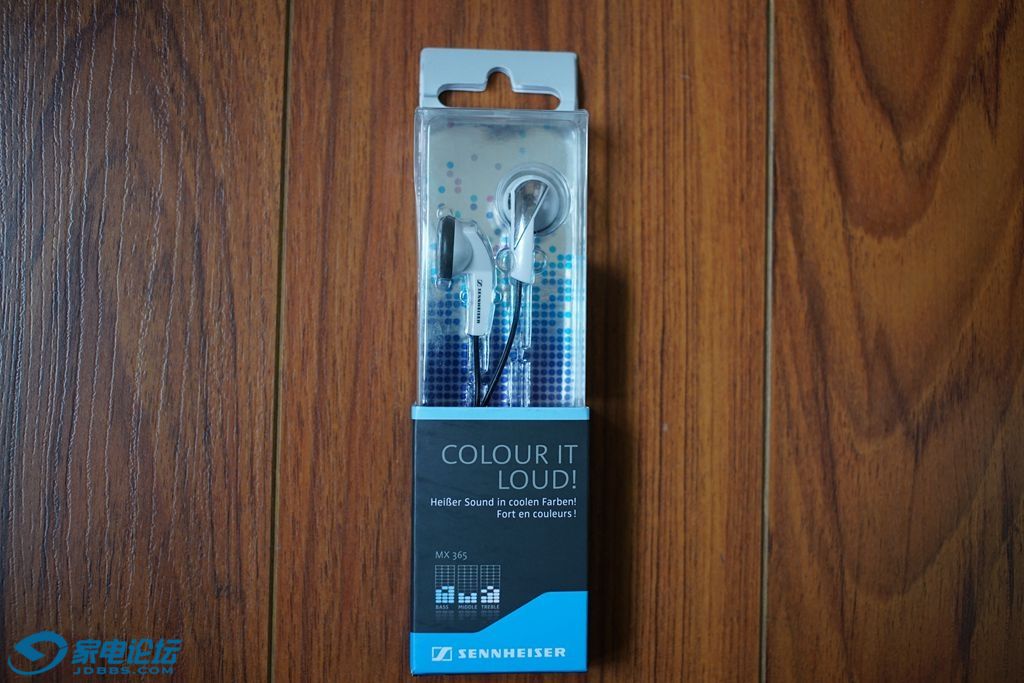 SENNHEISER
COLOUR IT
LOUD!
Heißer Sound in coolen Farben!
Fort en couleurs!
MX 365
BASS MIDDLE TREBLE
SENNHEISER
家电论坛
JDBBS.COM